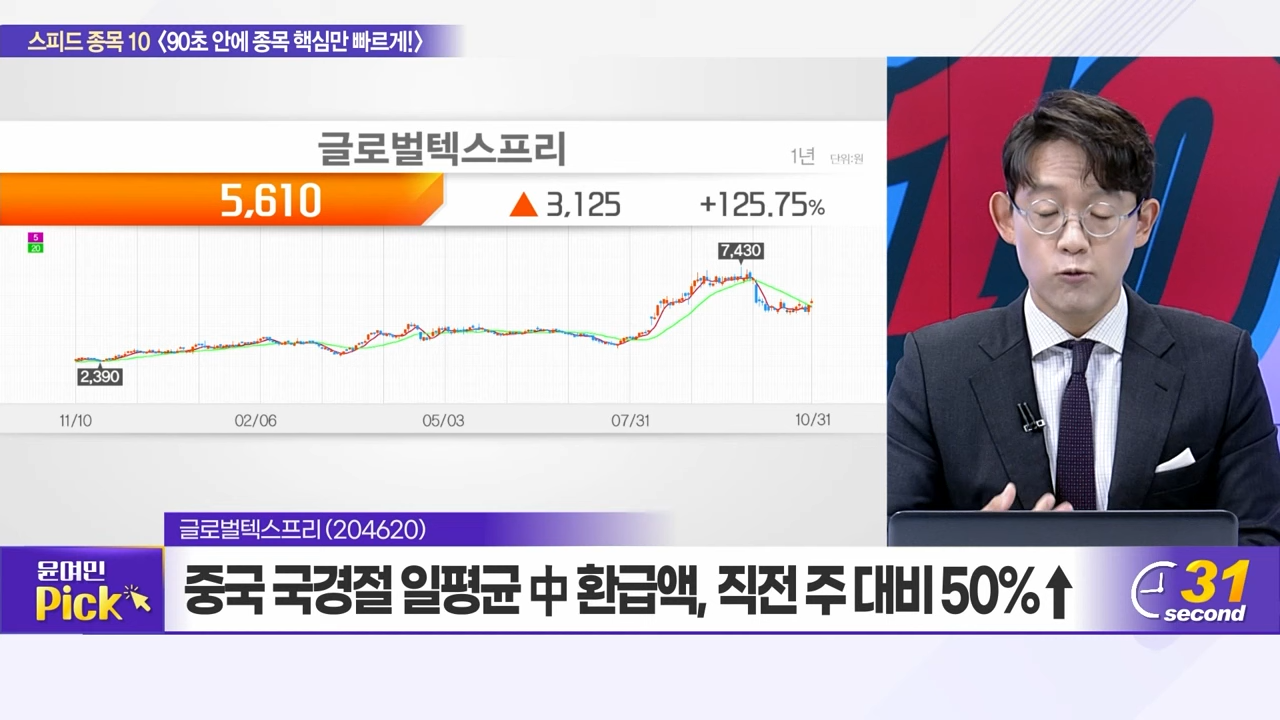 스피드 종목 10 〈90초 안에 종목 핵심만 빠르게!〉
글로벌텍스프리
1년 단위:원
5,610 ▲ 3,125 +125.75%
5
20
7,430
2,390
11/10 02/06 05/03 07/31 10/31
글로벌텍스프리 (204620)
윤여민
Pick
중국 국경절 일평균 中 환급액, 직전 주 대비 50%↑
31
second
10